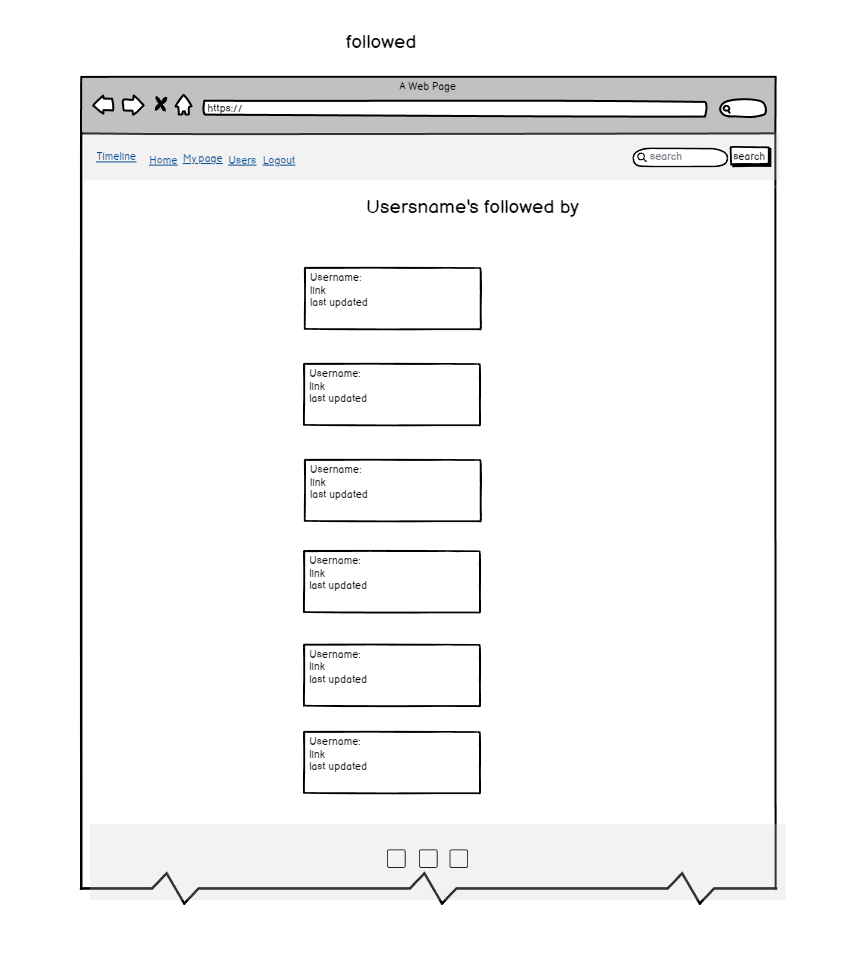 followed
A Web Page
https://
Timeline Home My page Users Logout search search
Usersname's followed by
Username:
link
last updated
Username:
link
last updated
Username:
link
last updated
Username:
link
last updated
Username:
link
last updated
Username:
link
last updated